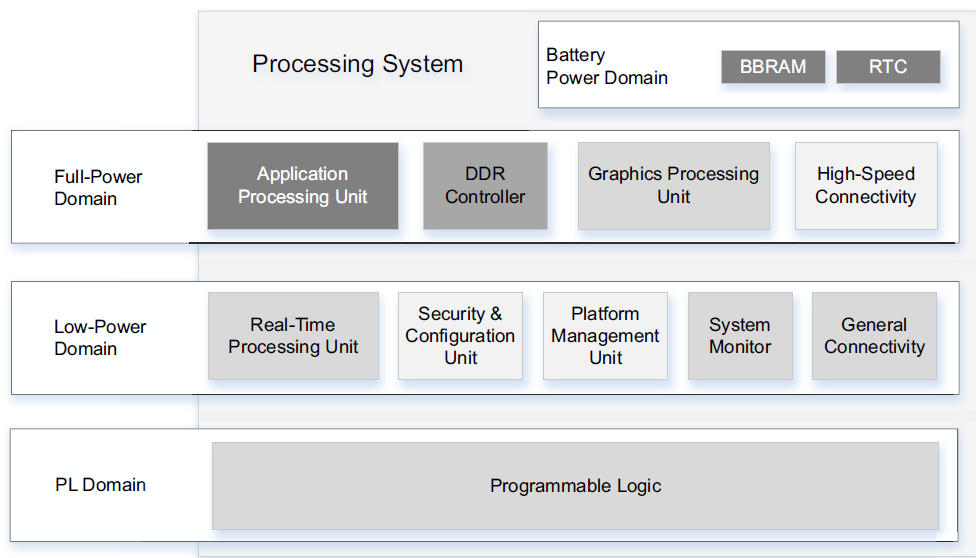 Processing System
Battery
Power Domain
BBRAM
RTC
Full-Power
Domain
Application
Processing Unit
DDR
Controller
Graphics Processing
Unit
High-Speed
Connectivity
Low-Power
Domain
Real-Time
Processing Unit
Security &
Configuration
Unit
Platform
Management
Unit
System
Monitor
General
Connectivity
PL Domain
Programmable Logic